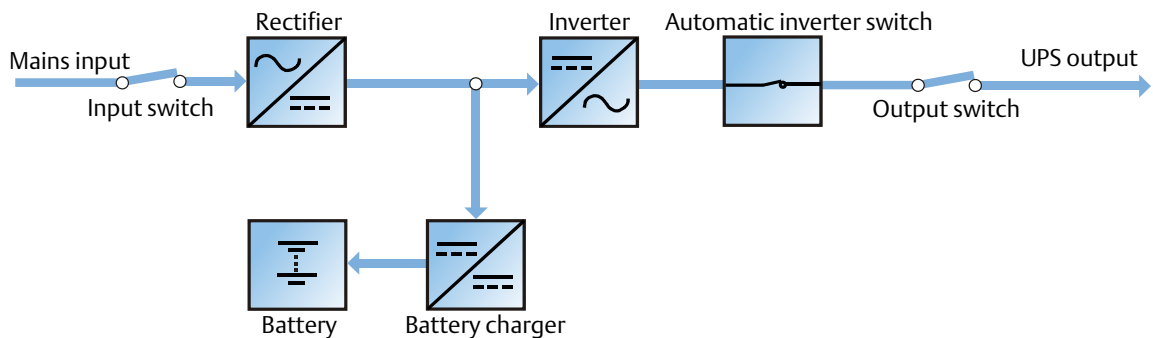 Rectifier
Inverter
Automatic inverter switch
Mains input
UPS output
Input switch
Output switch
Battery
Battery charger